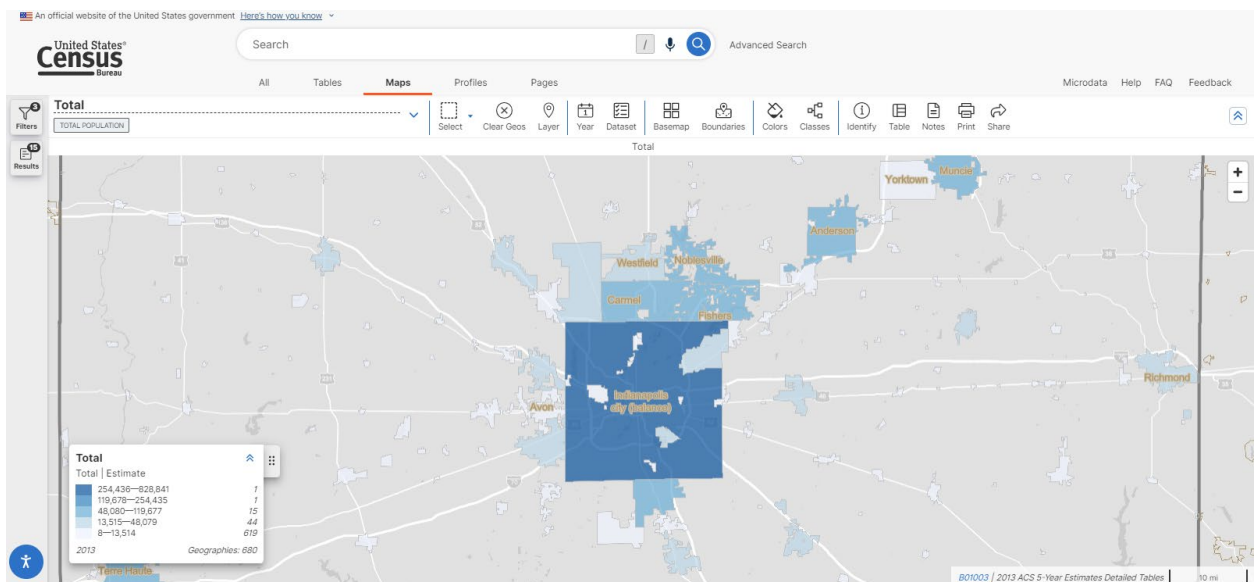 An official website of the United States government Here's how you know
United States®
Census
Bureau
Search
/
Advanced Search
All Tables Maps Profiles Pages
Microdata Help FAQ Feedback
3
Filters
15
Results
Total
TOTAL POPULATION
Select Clear Geos Layer Year Dataset Basemap Boundaries Colors Classes Identify Table Notes Print Share
Total
+
−
Muncie
Yorktown
Anderson
Westfield
Noblesville
Carmel
Fishers
Richmond
Indianapolis
city (balance)
Avon
Terre Haute
Total
Total | Estimate
254,436—828,841 1
119,678—254,435 1
48,080—119,677 15
13,515—48,079 44
8—13,514 619
2013 Geographies: 680
B01003 | 2013 ACS 5-Year Estimates Detailed Tables
10 mi